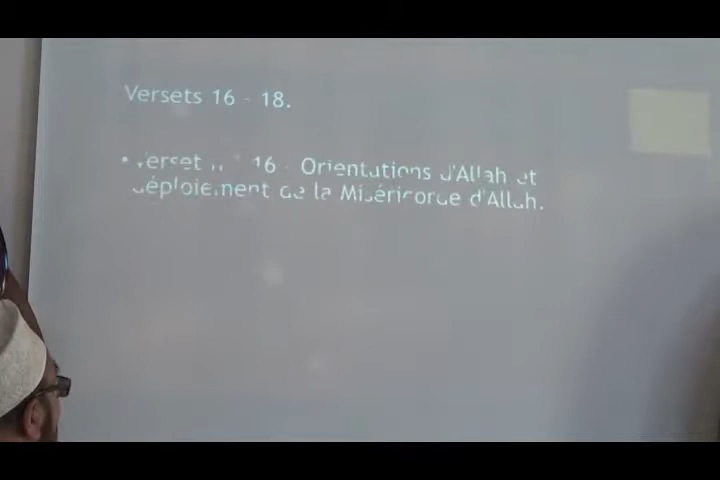 Versets 16 - 18.
• Verset n° 16 - Orientations d'Allah et
déploiement de la Miséricorde d'Allah.